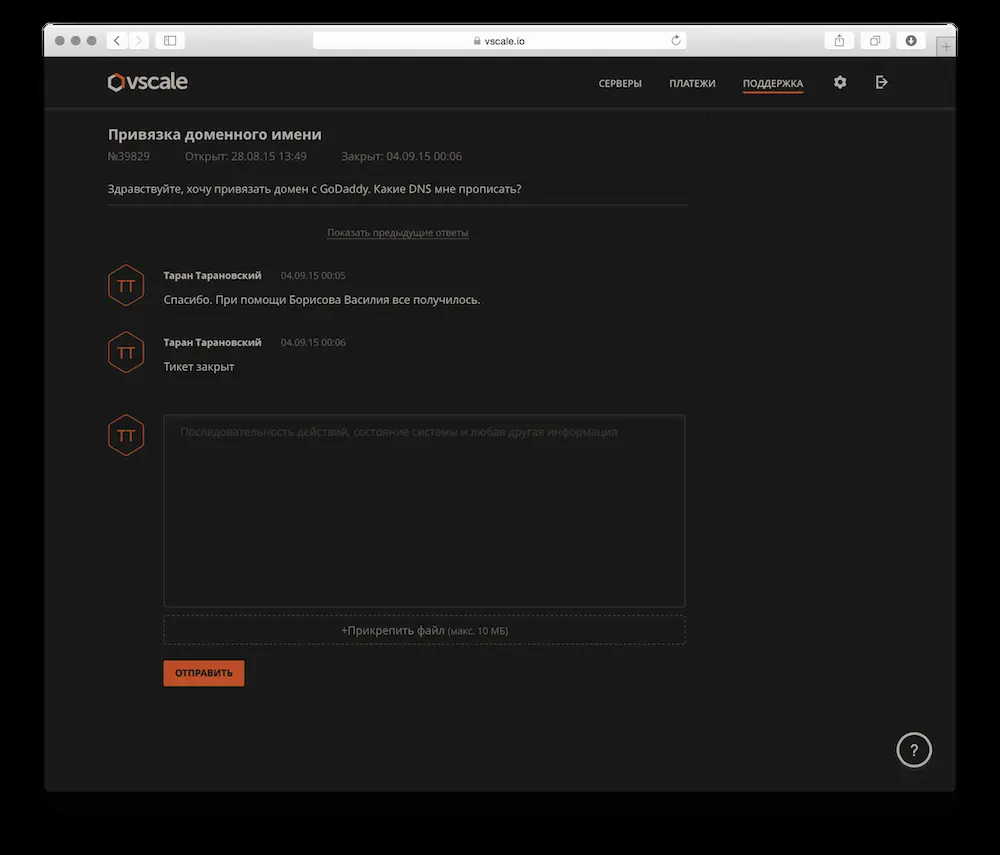 vscale.io
vscale
СЕРВЕРЫ ПЛАТЕЖИ ПОДДЕРЖКА
Привязка доменного имени
№39829 Открыт: 28.08.15 13:49 Закрыт: 04.09.15 00:06
Здравствуйте, хочу привязать домен с GoDaddy. Какие DNS мне прописать?
Показать предыдущие ответы
ТТ Таран Тарановский 04.09.15 00:05
Спасибо. При помощи Борисова Василия все получилось.
ТТ Таран Тарановский 04.09.15 00:06
Тикет закрыт
ТТ
Последовательность действий, состояние системы и любая другая информация
+Прикрепить файл (макс. 10 МБ)
ОТПРАВИТЬ
?